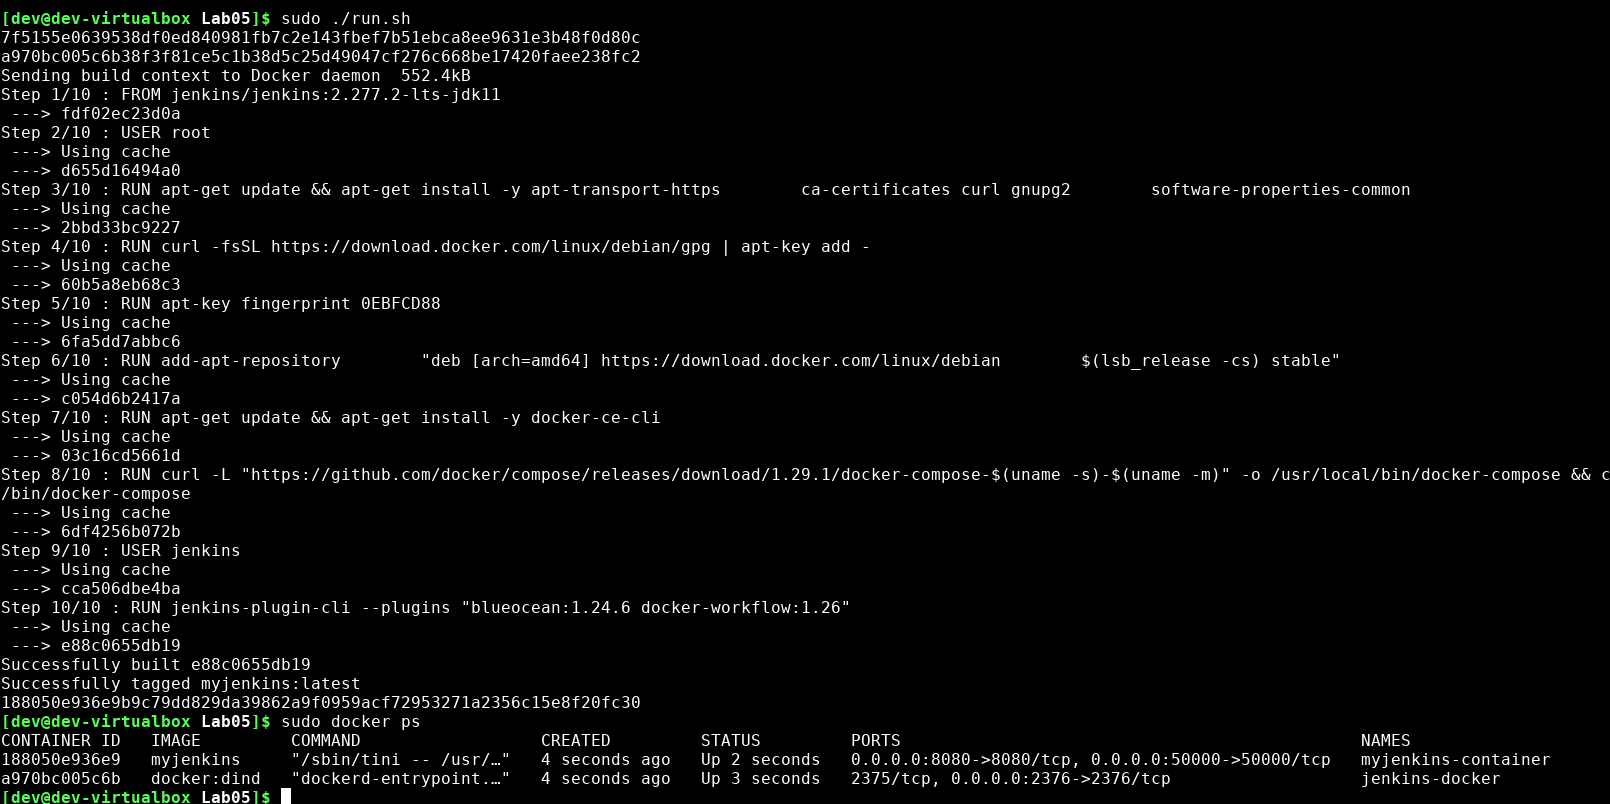 [dev@dev-virtualbox Lab05]$ sudo ./run.sh
7f5155e0639538df0ed840981fb7c2e143fbef7b51ebca8ee9631e3b48f0d80c
a970bc005c6b38f3f81ce5c1b38d5c25d49047cf276c668be17420faee238fc2
Sending build context to Docker daemon  552.4kB
Step 1/10 : FROM jenkins/jenkins:2.277.2-lts-jdk11
 ---> fdf02ec23d0a
Step 2/10 : USER root
 ---> Using cache
 ---> d655d16494a0
Step 3/10 : RUN apt-get update && apt-get install -y apt-transport-https        ca-certificates curl gnupg2        software-properties-common
 ---> Using cache
 ---> 2bbd33bc9227
Step 4/10 : RUN curl -fsSL https://download.docker.com/linux/debian/gpg | apt-key add -
 ---> Using cache
 ---> 60b5a8eb68c3
Step 5/10 : RUN apt-key fingerprint 0EBFCD88
 ---> Using cache
 ---> 6fa5dd7abbc6
Step 6/10 : RUN add-apt-repository        "deb [arch=amd64] https://download.docker.com/linux/debian        $(lsb_release -cs) stable"
 ---> Using cache
 ---> c054d6b2417a
Step 7/10 : RUN apt-get update && apt-get install -y docker-ce-cli
 ---> Using cache
 ---> 03c16cd5661d
Step 8/10 : RUN curl -L "https://github.com/docker/compose/releases/download/1.29.1/docker-compose-$(uname -s)-$(uname -m)" -o /usr/local/bin/docker-compose && c
/bin/docker-compose
 ---> Using cache
 ---> 6df4256b072b
Step 9/10 : USER jenkins
 ---> Using cache
 ---> cca506dbe4ba
Step 10/10 : RUN jenkins-plugin-cli --plugins "blueocean:1.24.6 docker-workflow:1.26"
 ---> Using cache
 ---> e88c0655db19
Successfully built e88c0655db19
Successfully tagged myjenkins:latest
188050e936e9b9c79dd829da39862a9f0959acf72953271a2356c15e8f20fc30
[dev@dev-virtualbox Lab05]$ sudo docker ps
CONTAINER ID   IMAGE         COMMAND                  CREATED         STATUS         PORTS                                              NAMES
188050e936e9   myjenkins     "/sbin/tini -- /usr/…"   4 seconds ago   Up 2 seconds   0.0.0.0:8080->8080/tcp, 0.0.0.0:50000->50000/tcp   myjenkins-container
a970bc005c6b   docker:dind   "dockerd-entrypoint.…"   4 seconds ago   Up 3 seconds   2375/tcp, 0.0.0.0:2376->2376/tcp                   jenkins-docker
[dev@dev-virtualbox Lab05]$